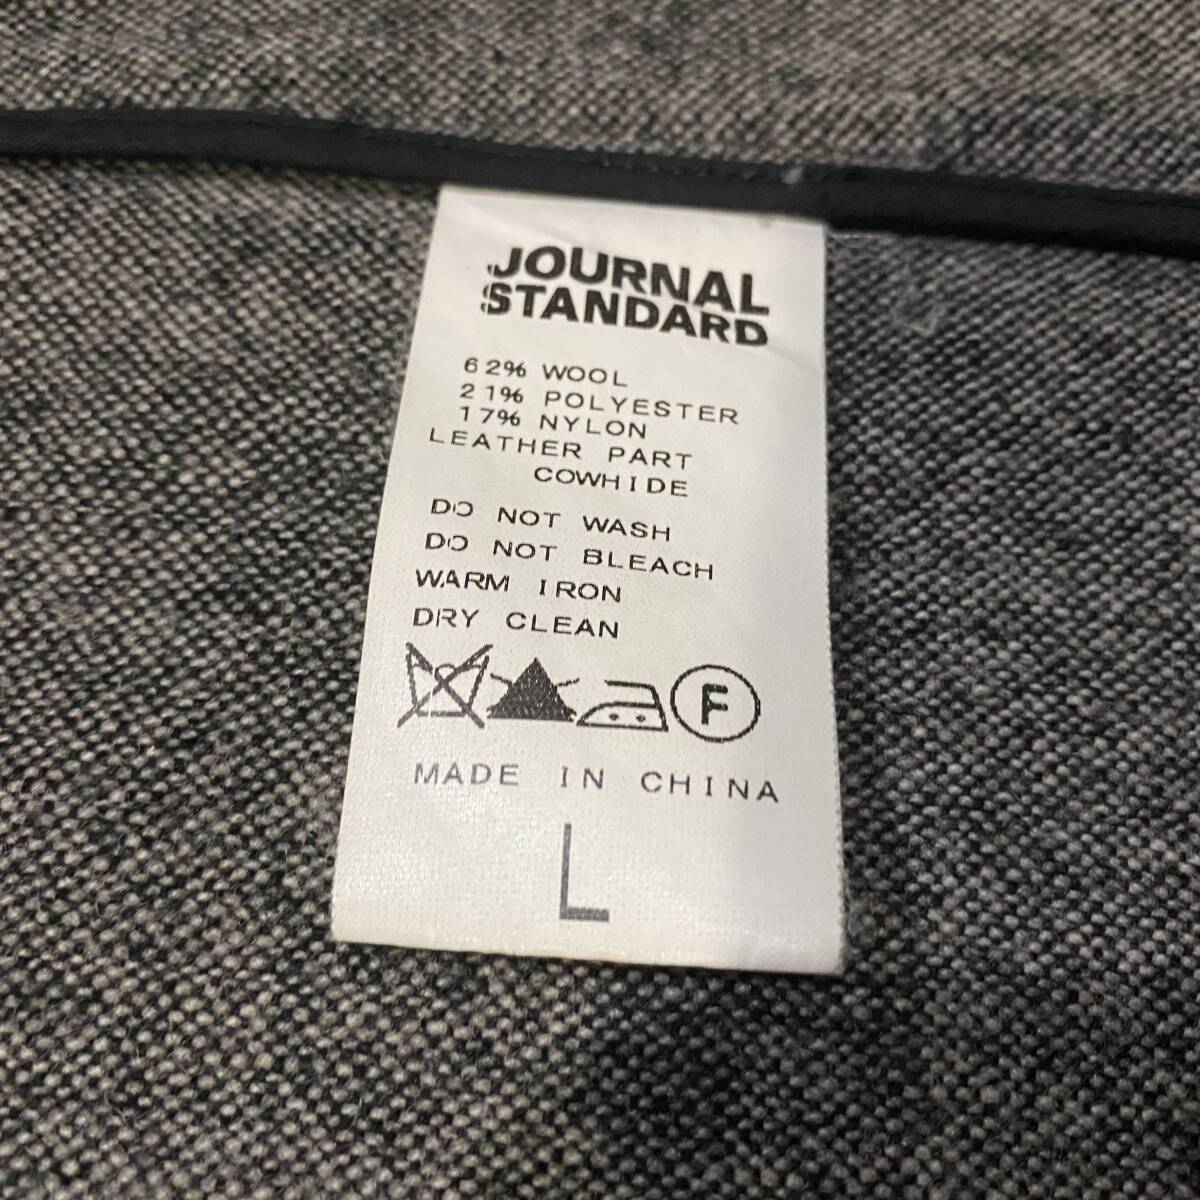 JOURNAL
STANDARD
62% WOOL
21% POLYESTER
17% NYLON
LEATHER PART
COWHIDE
DO NOT WASH
DO NOT BLEACH
WARM IRON
DRY CLEAN
F
MADE IN CHINA
L